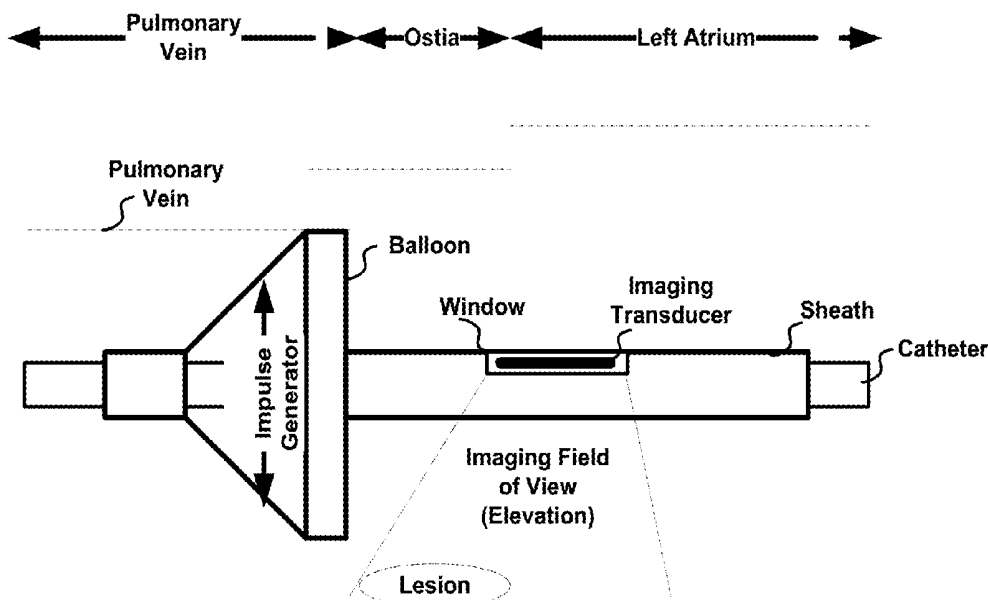 Pulmonary
Vein
Ostia
Left Atrium
Pulmonary
Vein
Balloon
Window
Imaging
Transducer
Sheath
Catheter
Impulse
Generator
Imaging Field
of View
(Elevation)
Lesion